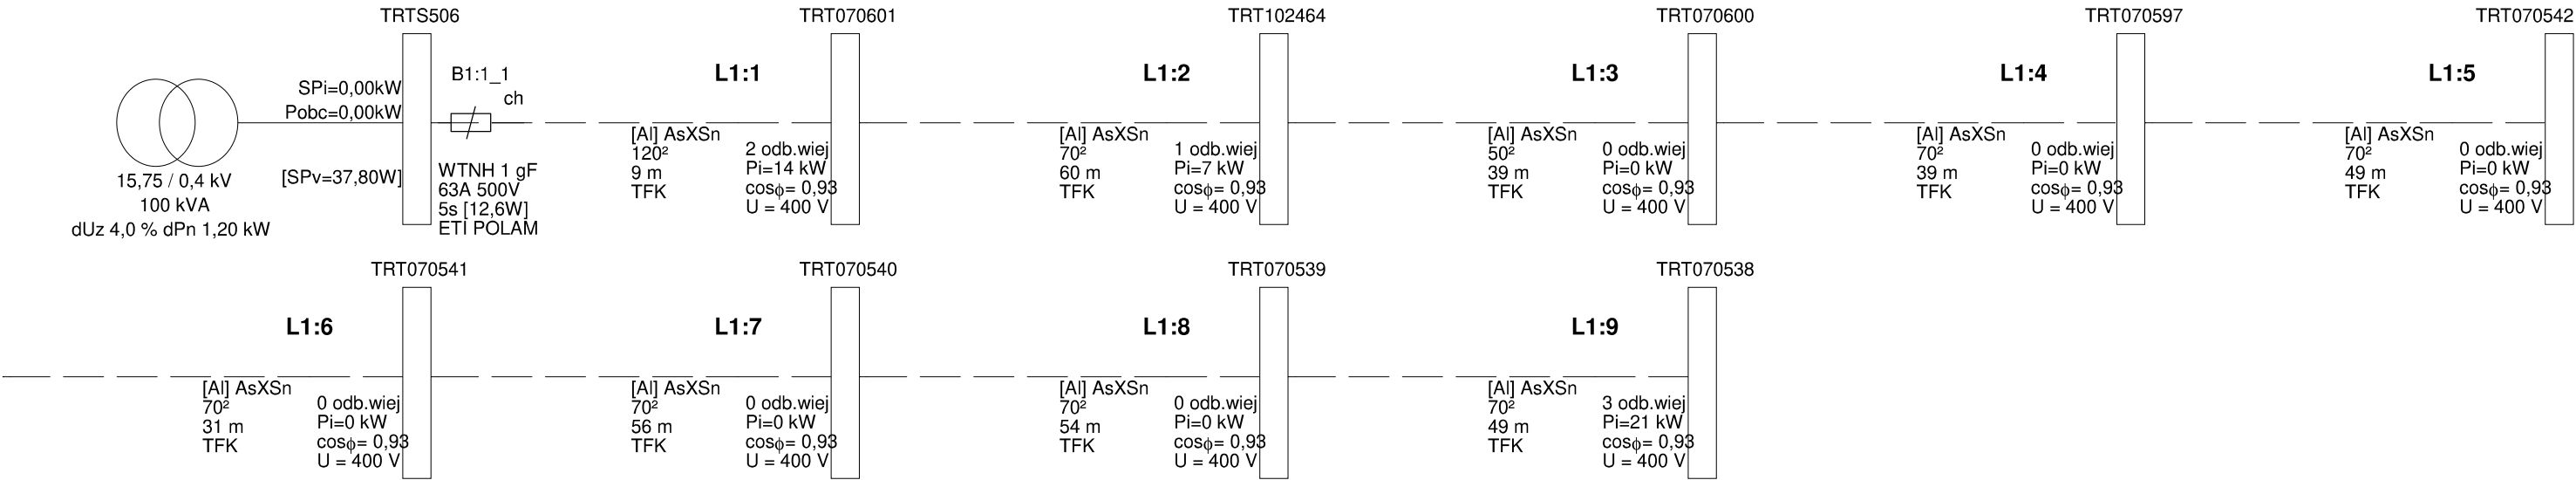 TRTS506
TRT070601
TRT102464
TRT070600
TRT070597
TRT070542
SPi=0,00kW
Pobc=0,00kW
[SPv=37,80W]
15,75 / 0,4 kV
100 kVA
dUz 4,0 % dPn 1,20 kW
B1:1_1
ch
WTNH 1 gF
63A 500V
5s [12,6W]
ETI POLAM
L1:1
[Al] AsXSn
120²
9 m
TFK
2 odb.wiej
Pi=14 kW
cosϕ= 0,93
U = 400 V
L1:2
[Al] AsXSn
70²
60 m
TFK
1 odb.wiej
Pi=7 kW
cosϕ= 0,93
U = 400 V
L1:3
[Al] AsXSn
50²
39 m
TFK
0 odb.wiej
Pi=0 kW
cosϕ= 0,93
U = 400 V
L1:4
[Al] AsXSn
70²
39 m
TFK
0 odb.wiej
Pi=0 kW
cosϕ= 0,93
U = 400 V
L1:5
[Al] AsXSn
70²
49 m
TFK
0 odb.wiej
Pi=0 kW
cosϕ= 0,93
U = 400 V
TRT070541
TRT070540
TRT070539
TRT070538
L1:6
[Al] AsXSn
70²
31 m
TFK
0 odb.wiej
Pi=0 kW
cosϕ= 0,93
U = 400 V
L1:7
[Al] AsXSn
70²
56 m
TFK
0 odb.wiej
Pi=0 kW
cosϕ= 0,93
U = 400 V
L1:8
[Al] AsXSn
70²
54 m
TFK
0 odb.wiej
Pi=0 kW
cosϕ= 0,93
U = 400 V
L1:9
[Al] AsXSn
70²
49 m
TFK
3 odb.wiej
Pi=21 kW
cosϕ= 0,93
U = 400 V